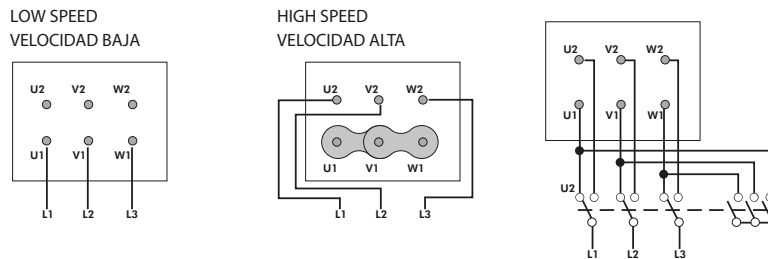 LOW SPEED
VELOCIDAD BAJA
U2 V2 W2
U1 V1 W1
L1 L2 L3
HIGH SPEED
VELOCIDAD ALTA
U2 V2 W2
U1 V1 W1
L1 L2 L3
U2 V2 W2
U1 V1 W1
U2
L1 L2 L3